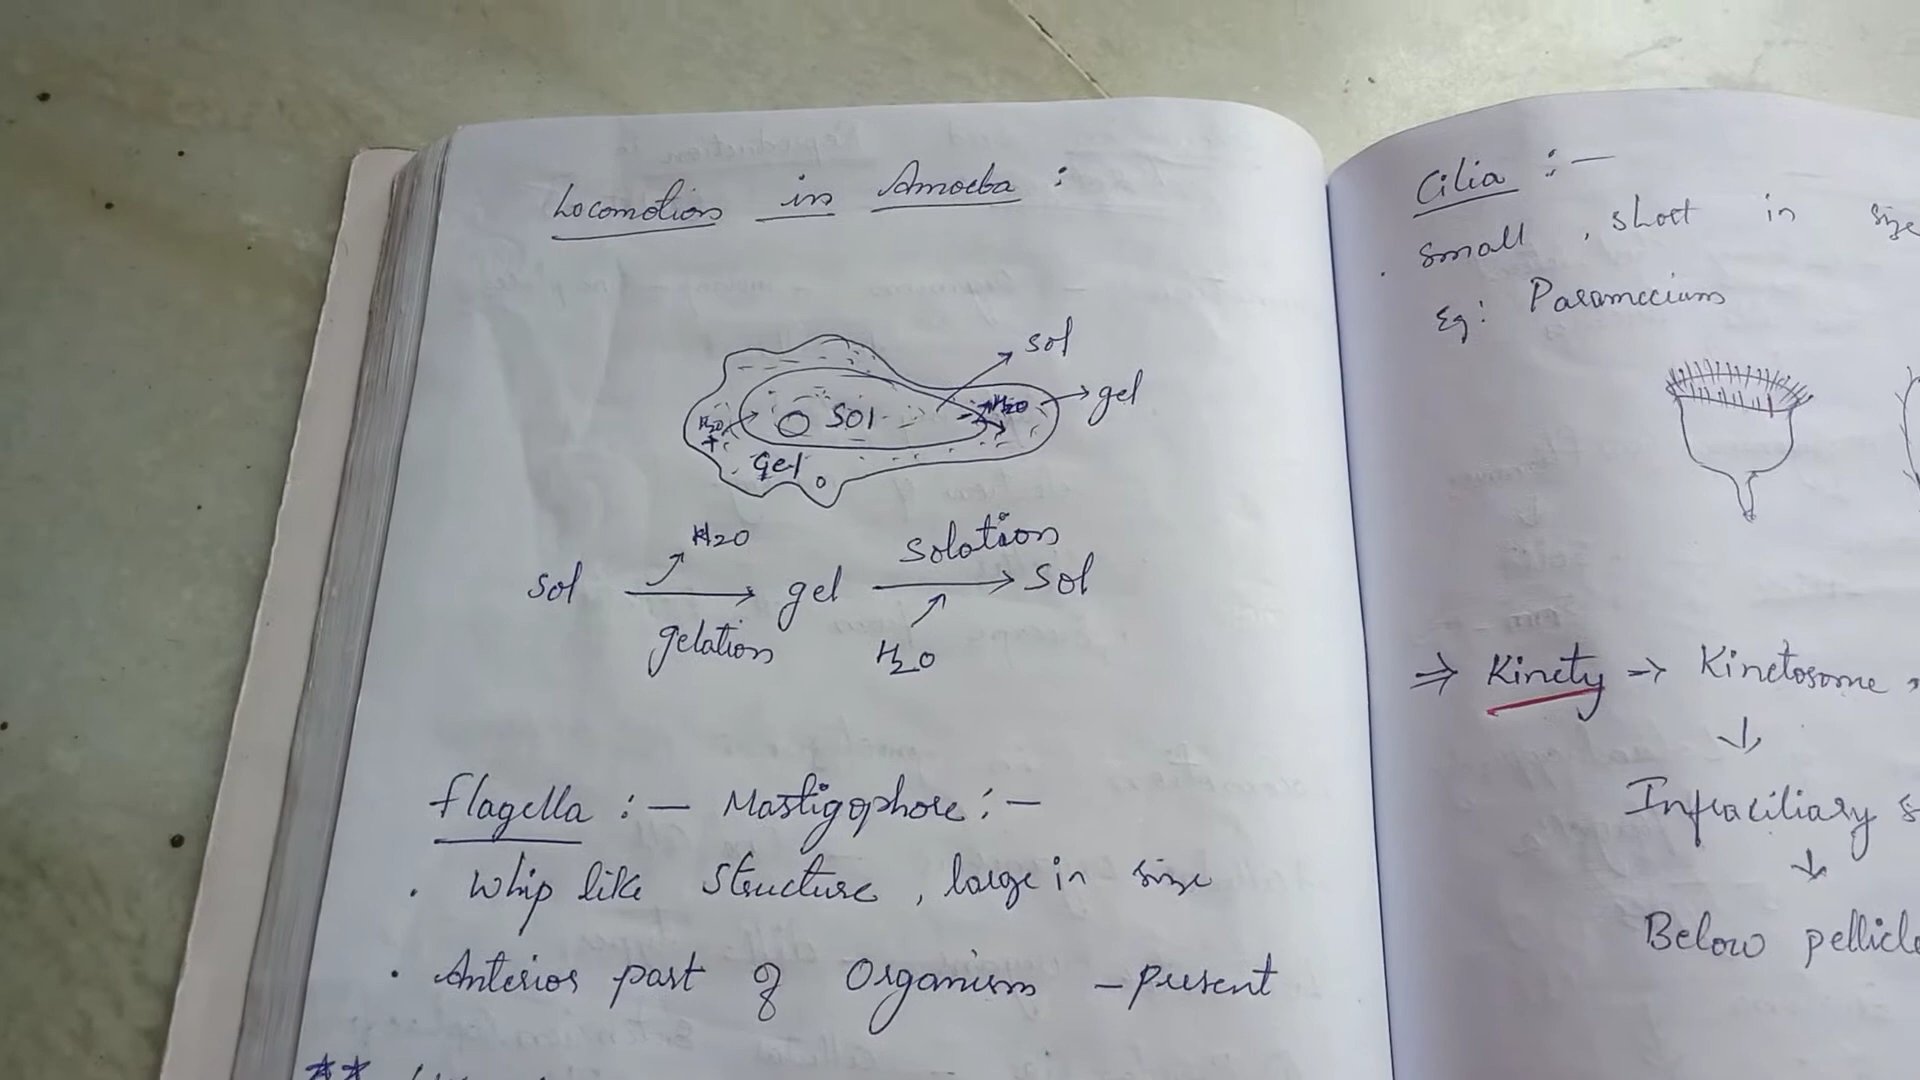 Locomotion in Amoeba :
sol
gel
H2O
SOl
H2O
gel
H2O
Solation
sol
gel
Sol
gelation
H2O
flagella :— Mastigophore :—
. Whip like structure , large in size
. Anterior part of Organism — present
**
Cilia :—
. Small , short in size
Eg: Paramecium
⇒ Kinety → Kinetosome ,
↓
Infraciliary
↓
Below pellicle